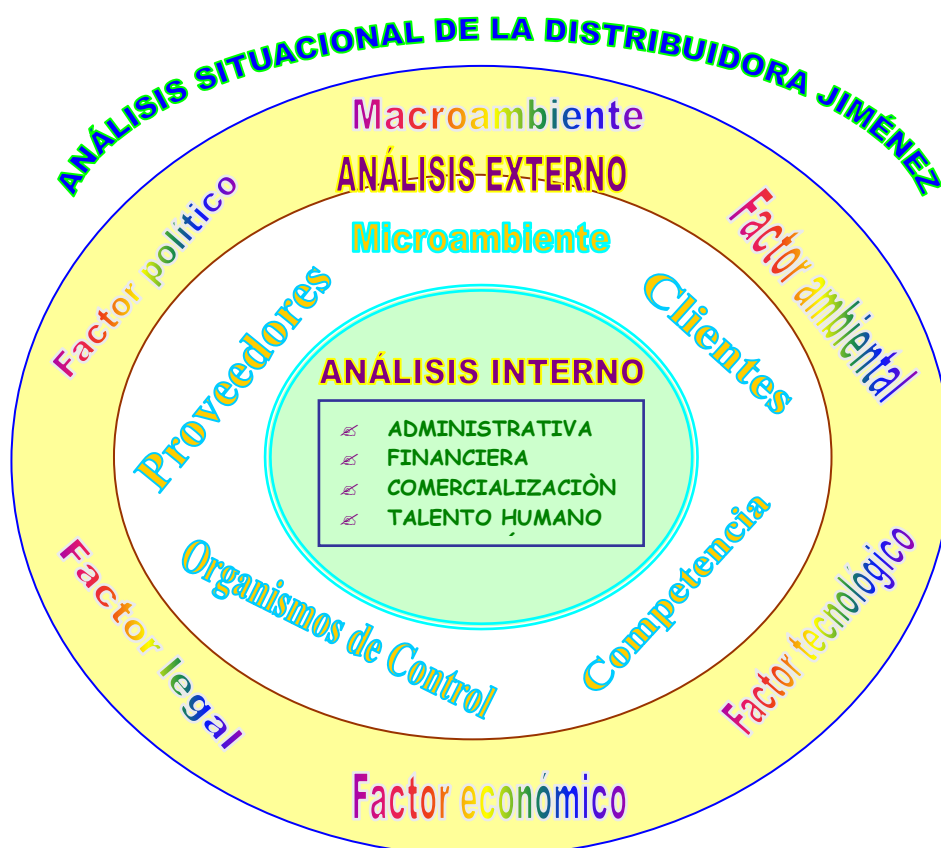 ANÁLISIS SITUACIONAL DE LA DISTRIBUIDORA JIMÉNEZ
Macroambiente
ANÁLISIS EXTERNO
Microambiente
Factor político
Factor ambiental
Proveedores
Clientes
ANÁLISIS INTERNO
ADMINISTRATIVA
FINANCIERA
COMERCIALIZACIÒN
TALENTO HUMANO
Organismos de Control
Competencia
Factor legal
Factor tecnológico
Factor económico